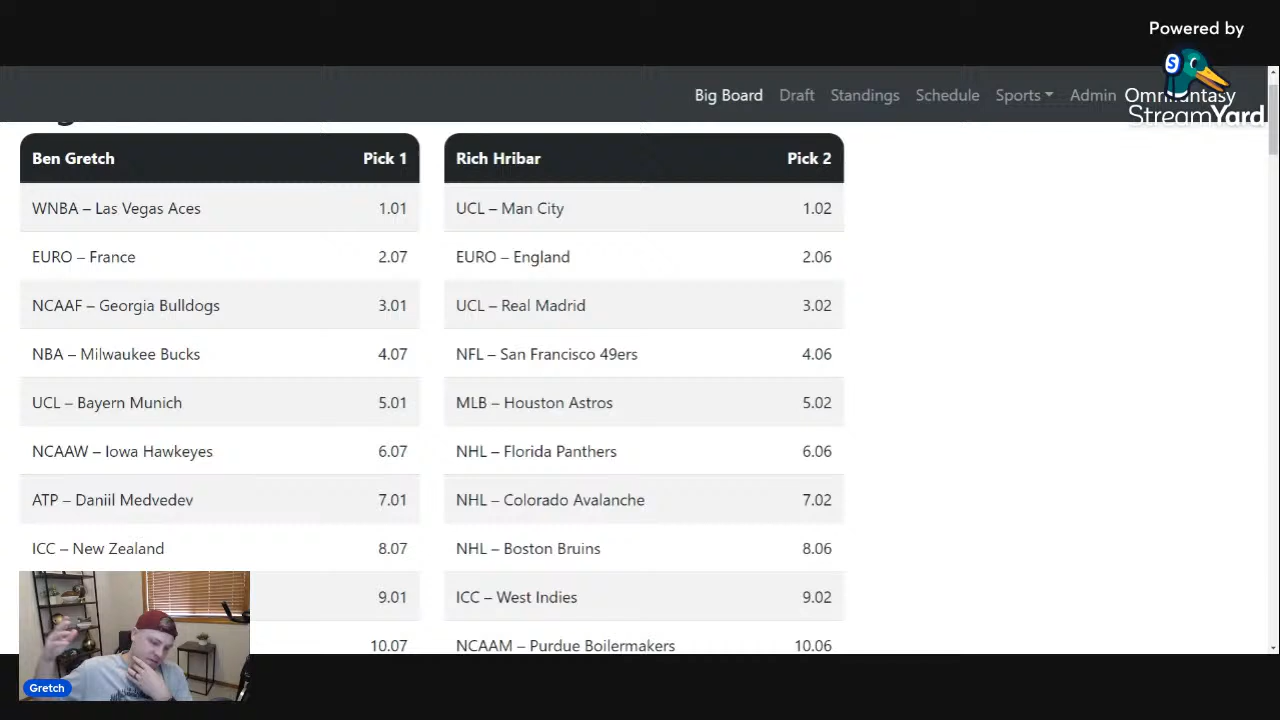 Powered by
S
Big Board Draft Standings Schedule Sports Admin Omnifantasy
StreamYard
Ben Gretch Pick 1
WNBA – Las Vegas Aces 1.01
EURO – France 2.07
NCAAF – Georgia Bulldogs 3.01
NBA – Milwaukee Bucks 4.07
UCL – Bayern Munich 5.01
NCAAW – Iowa Hawkeyes 6.07
ATP – Daniil Medvedev 7.01
ICC – New Zealand 8.07
9.01
10.07
Rich Hribar Pick 2
UCL – Man City 1.02
EURO – England 2.06
UCL – Real Madrid 3.02
NFL – San Francisco 49ers 4.06
MLB – Houston Astros 5.02
NHL – Florida Panthers 6.06
NHL – Colorado Avalanche 7.02
NHL – Boston Bruins 8.06
ICC – West Indies 9.02
NCAAM – Purdue Boilermakers 10.06
Gretch